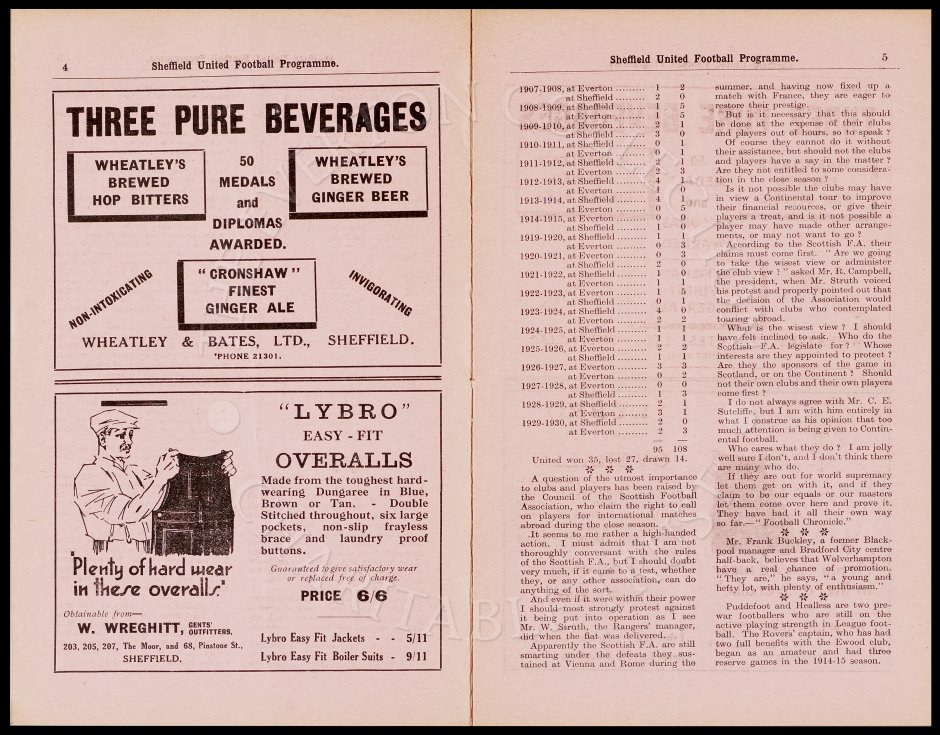 4
Sheffield United Football Programme.
THREE PURE BEVERAGES
WHEATLEY'S
BREWED
HOP BITTERS
50
MEDALS
and
DIPLOMAS
AWARDED.
WHEATLEY'S
BREWED
GINGER BEER
NON-INTOXICATING
"CRONSHAW"
FINEST
GINGER ALE
INVIGORATING
WHEATLEY & BATES, LTD., SHEFFIELD.
'PHONE 21301.
"Plenty of hard wear
in these overalls."
Obtainable from—
W. WREGHITT, GENTS' OUTFITTERS,
203, 205, 207, The Moor, and 68, Pinstone St.,
SHEFFIELD.
"LYBRO"
EASY - FIT
OVERALLS
Made from the toughest hard-
wearing Dungaree in Blue,
Brown or Tan. - Double
Stitched throughout, six large
pockets, non-slip frayless
brace and laundry proof
buttons.
Guaranteed to give satisfactory wear
or replaced free of charge.
PRICE 6/6
Lybro Easy Fit Jackets - - 5/11
Lybro Easy Fit Boiler Suits - 9/11
Sheffield United Football Programme.
5
1907-1908, at Everton ......... 1 2
at Sheffield ......... 2 0
1908-1909, at Sheffield ......... 1 5
at Everton ......... 1 5
1909-1910, at Everton ......... 2 1
at Sheffield ......... 3 0
1910-1911, at Sheffield ......... 0 1
at Everton ......... 0 1
1911-1912, at Sheffield ......... 2 1
at Everton ......... 2 3
1912-1913, at Sheffield ......... 4 1
at Everton ......... 1 0
1913-1914, at Sheffield ......... 4 1
at Everton ......... 0 5
1914-1915, at Everton ......... 0 0
at Sheffield ......... 1 0
1919-1920, at Sheffield ......... 1 1
at Everton ......... 0 3
1920-1921, at Everton ......... 0 3
at Sheffield ......... 2 0
1921-1922, at Sheffield ......... 1 0
at Everton ......... 1 1
1922-1923, at Everton ......... 1 5
at Sheffield ......... 0 1
1923-1924, at Sheffield ......... 4 0
at Everton ......... 2 2
1924-1925, at Sheffield ......... 1 1
at Everton ......... 1 1
1925-1926, at Everton ......... 2 2
at Sheffield ......... 1 1
1926-1927, at Everton ......... 3 3
at Everton ......... 0 2
1927-1928, at Everton ......... 0 0
at Sheffield ......... 1 3
1928-1929, at Sheffield ......... 2 1
at Everton ......... 3 1
1929-1930, at Sheffield ......... 2 0
at Everton ......... 2 3
95 108
United won 35, lost 27, drawn 14.
A question of the utmost importance
to clubs and players has been raised by
the Council of the Scottish Football
Association, who claim the right to call
on players for international matches
abroad during the close season.
It seems to me rather a high-handed
action. I must admit that I am not
thoroughly conversant with the rules
of the Scottish F.A., but I should doubt
very much, if it came to a test, whether
they, or any other association, can do
anything of the sort.
And even if it were within their power
I should most strongly protest against
it being put into operation as I see
Mr. W. Struth, the Rangers' manager,
did when the fiat was delivered.
Apparently the Scottish F.A. are still
smarting under the defeats they sus-
tained at Vienna and Rome during the
summer, and having now fixed up a
match with France, they are eager to
restore their prestige.
But is it necessary that this should
be done at the expense of their clubs
and players out of hours, so to speak ?
Of course they cannot do it without
their assistance, but should not the clubs
and players have a say in the matter ?
Are they not entitled to some considera-
tion in the close season ?
Is it not possible the clubs may have
in view a Continental tour to improve
their financial resources, or give their
players a treat, and is it not possible a
player may have made other arrange-
ments, or may not want to go ?
According to the Scottish F.A. their
claims must come first. "Are we going
to take the wisest view or administer
the club view ?" asked Mr. R. Campbell,
the president, when Mr. Struth voiced
his protest and properly pointed out that
the decision of the Association would
conflict with clubs who contemplated
touring abroad.
What is the wisest view ? I should
have felt inclined to ask. Who do the
Scottish F.A. legislate for ? Whose
interests are they appointed to protect ?
Are they the sponsors of the game in
Scotland, or on the Continent ? Should
not their own clubs and their own players
come first ?
I do not always agree with Mr. C. E.
Sutcliffe, but I am with him entirely in
what I construe as his opinion that too
much attention is being given to Contin-
ental football.
Who cares what they do ? I am jolly
well sure I don't, and I don't think there
are many who do.
If they are out for world supremacy
let them get on with it, and if they
claim to be our equals or our masters
let them come over here and prove it.
They have had it all their own way
so far.—"Football Chronicle."
Mr. Frank Buckley, a former Black-
pool manager and Bradford City centre
half-back, believes that Wolverhampton
have a real chance of promotion.
"They are," he says, "a young and
hefty lot, with plenty of enthusiasm."
Puddefoot and Healless are two pre-
war footballers who are still on the
active playing strength in League foot-
ball. The Rovers' captain, who has had
two full benefits with the Ewood club,
began as an amateur and had three
reserve games in the 1914-15 season.